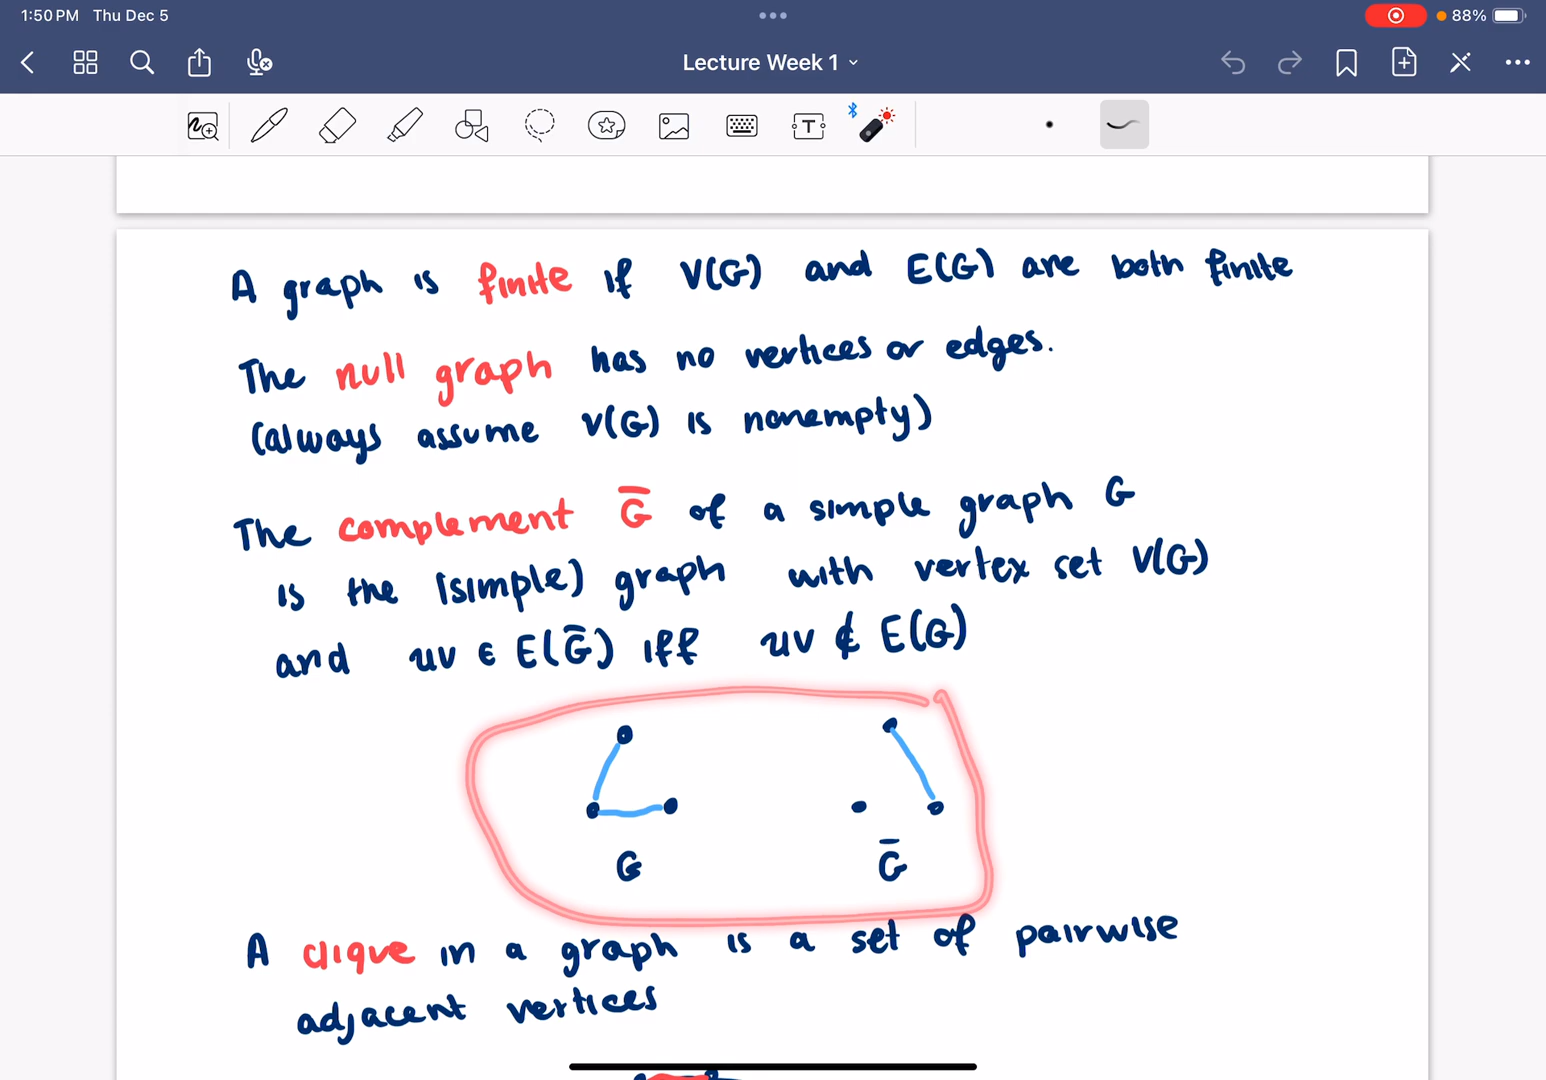 1:50 PM Thu Dec 5
88%
Lecture Week 1
T
A graph is finite if V(G) and E(G) are both finite
The null graph has no vertices or edges.
(always assume V(G) is nonempty)
The complement G̅ of a simple graph G
is the (simple) graph with vertex set V(G)
and uv ∈ E(G̅) iff uv ∉ E(G)
G G̅
A clique in a graph is a set of pairwise
adjacent vertices